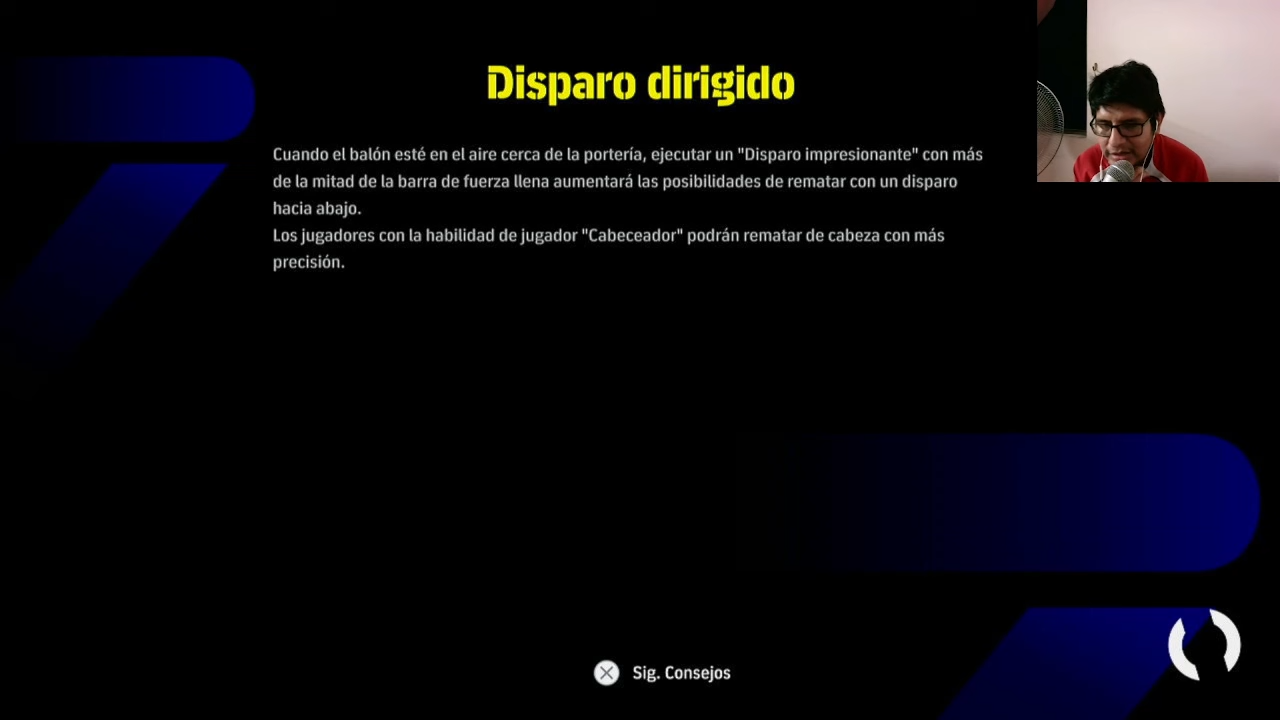 Disparo dirigido
Cuando el balón esté en el aire cerca de la portería, ejecutar un "Disparo impresionante" con más
de la mitad de la barra de fuerza llena aumentará las posibilidades de rematar con un disparo
hacia abajo.
Los jugadores con la habilidad de jugador "Cabeceador" podrán rematar de cabeza con más
precisión.
Sig. Consejos